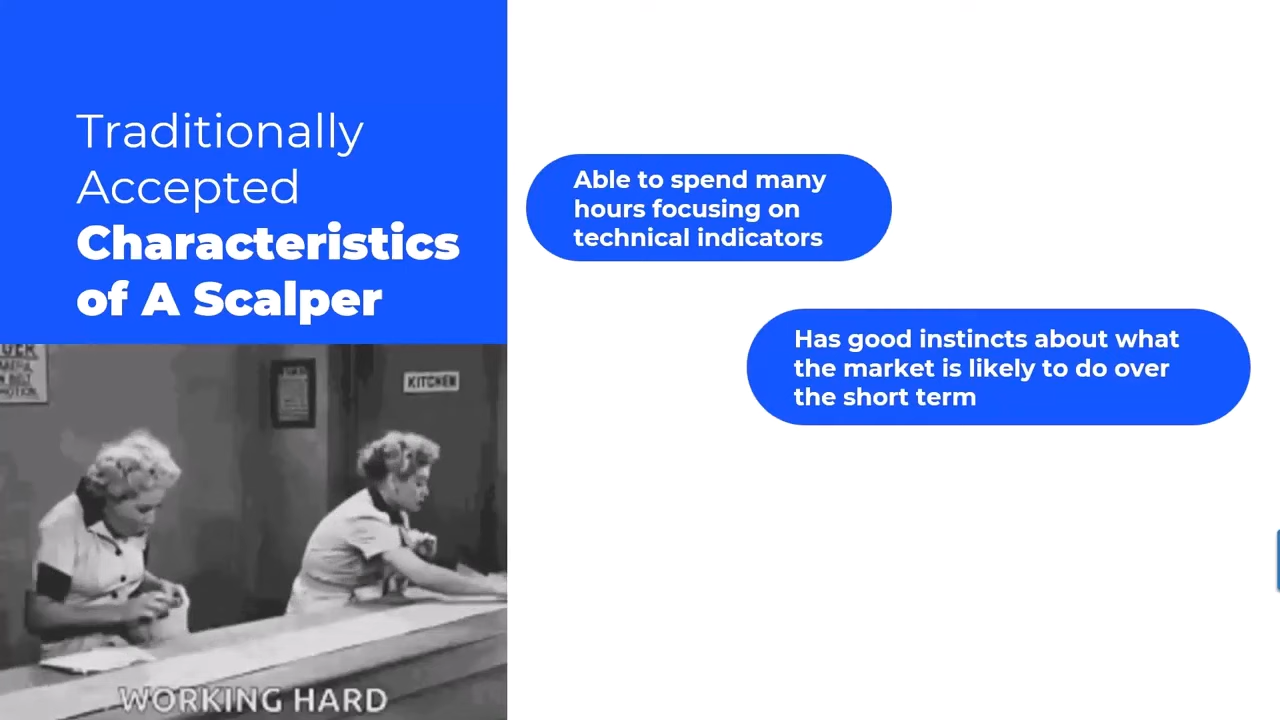 Traditionally
Accepted
Characteristics
of A Scalper
Able to spend many
hours focusing on
technical indicators
Has good instincts about what
the market is likely to do over
the short term
KITCHEN
WORKING HARD